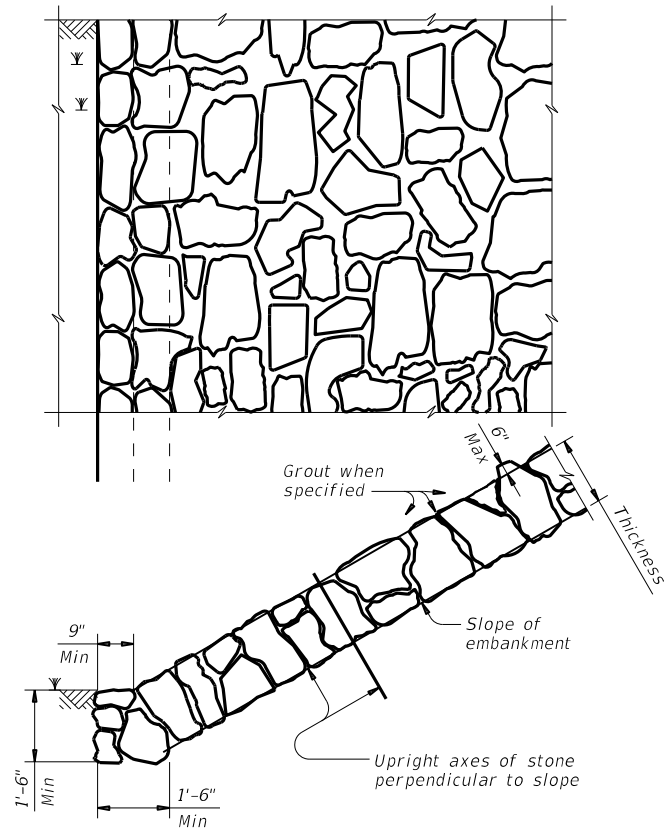 6"
Max
Grout when
specified
Thickness
Slope of
embankment
9"
Min
1'-6"
Min
1'-6"
Min
Upright axes of stone
perpendicular to slope